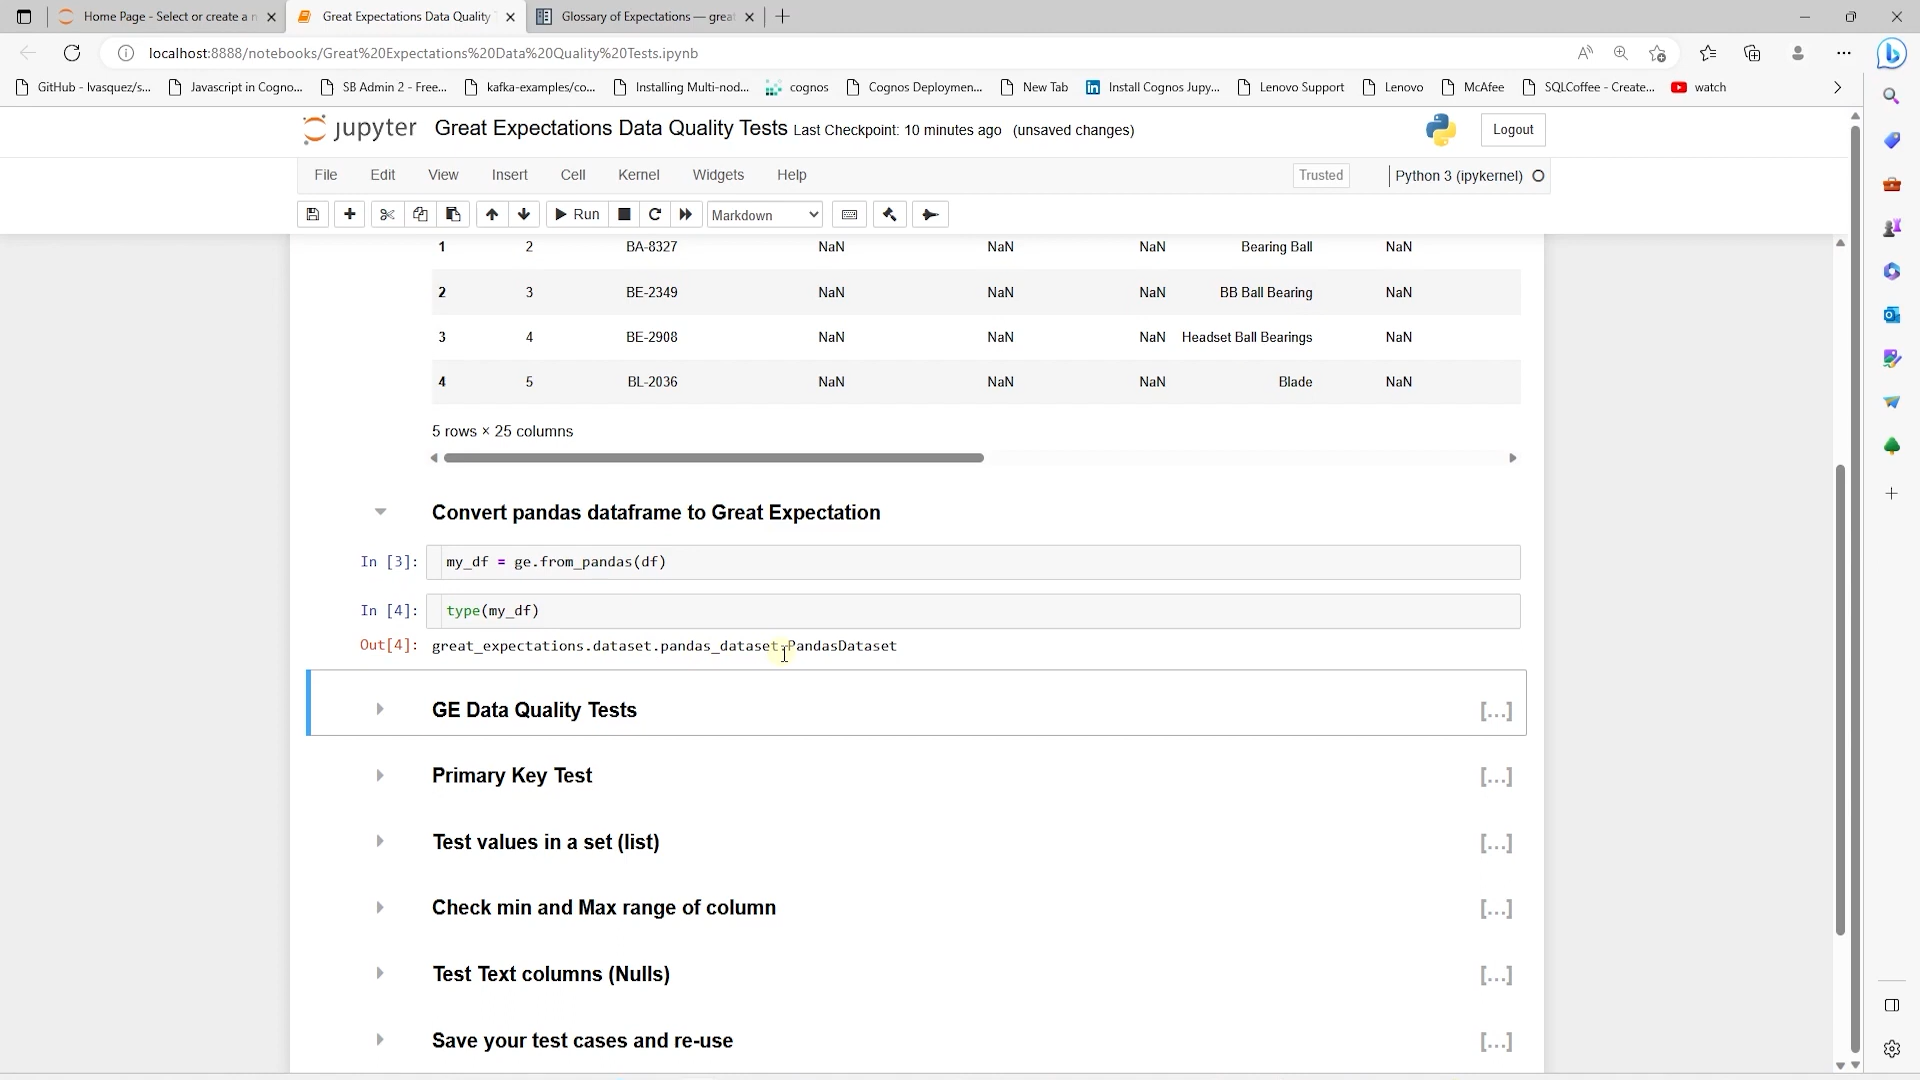 Home Page - Select or create a n
Great Expectations Data Quality
Glossary of Expectations — grea
localhost:8888/notebooks/Great%20Expectations%20Data%20Quality%20Tests.ipynb
GitHub - lvasquez/s...
Javascript in Cogno...
SB Admin 2 - Free...
kafka-examples/co...
Installing Multi-nod...
cognos
Cognos Deploymen...
New Tab
Install Cognos Jupy...
Lenovo Support
Lenovo
McAfee
SQLCoffee - Create...
watch
jupyter Great Expectations Data Quality Tests Last Checkpoint: 10 minutes ago (unsaved changes)
Logout
File Edit View Insert Cell Kernel Widgets Help
Trusted
Python 3 (ipykernel)
Run
Markdown
1 2 BA-8327 NaN NaN NaN Bearing Ball NaN
2 3 BE-2349 NaN NaN NaN BB Ball Bearing NaN
3 4 BE-2908 NaN NaN NaN Headset Ball Bearings NaN
4 5 BL-2036 NaN NaN NaN Blade NaN
5 rows × 25 columns
Convert pandas dataframe to Great Expectation
In [3]: my_df = ge.from_pandas(df)
In [4]: type(my_df)
Out[4]: great_expectations.dataset.pandas_dataset.PandasDataset
GE Data Quality Tests [...]
Primary Key Test [...]
Test values in a set (list) [...]
Check min and Max range of column [...]
Test Text columns (Nulls) [...]
Save your test cases and re-use [...]